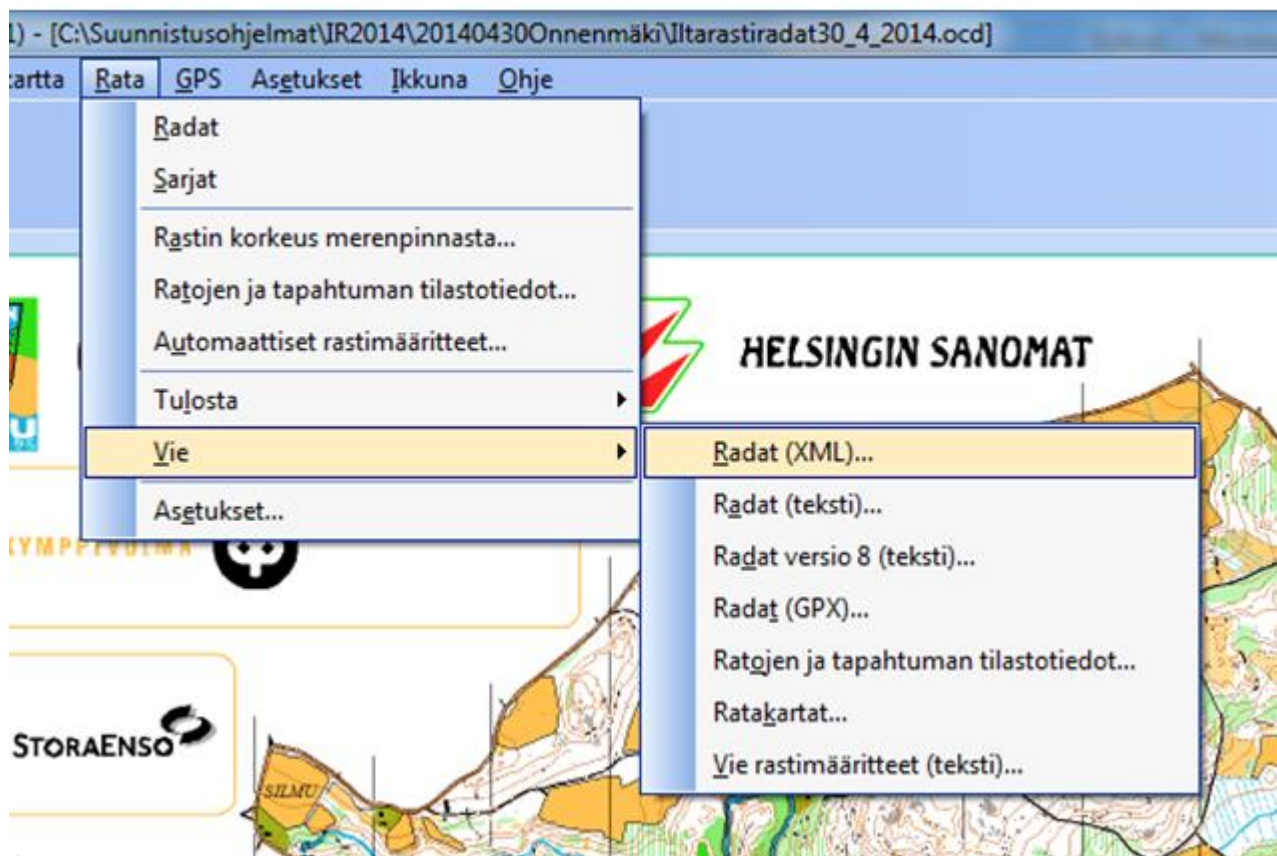 1) - [C:\Suunnistusohjelmat\IR2014\20140430Onnenmäki\Iltarastiradat30_4_2014.ocd]
artta Rata GPS Asetukset Ikkuna Ohje
Radat
Sarjat
Rastin korkeus merenpinnasta...
Ratojen ja tapahtuman tilastotiedot...
Automaattiset rastimääritteet...
Tulosta
Vie
Asetukset...
HELSINGIN SANOMAT
Radat (XML)...
Radat (teksti)...
Radat versio 8 (teksti)...
Radat (GPX)...
Ratojen ja tapahtuman tilastotiedot...
Ratakartat...
Vie rastimääritteet (teksti)...
STORAENSO
SILMU